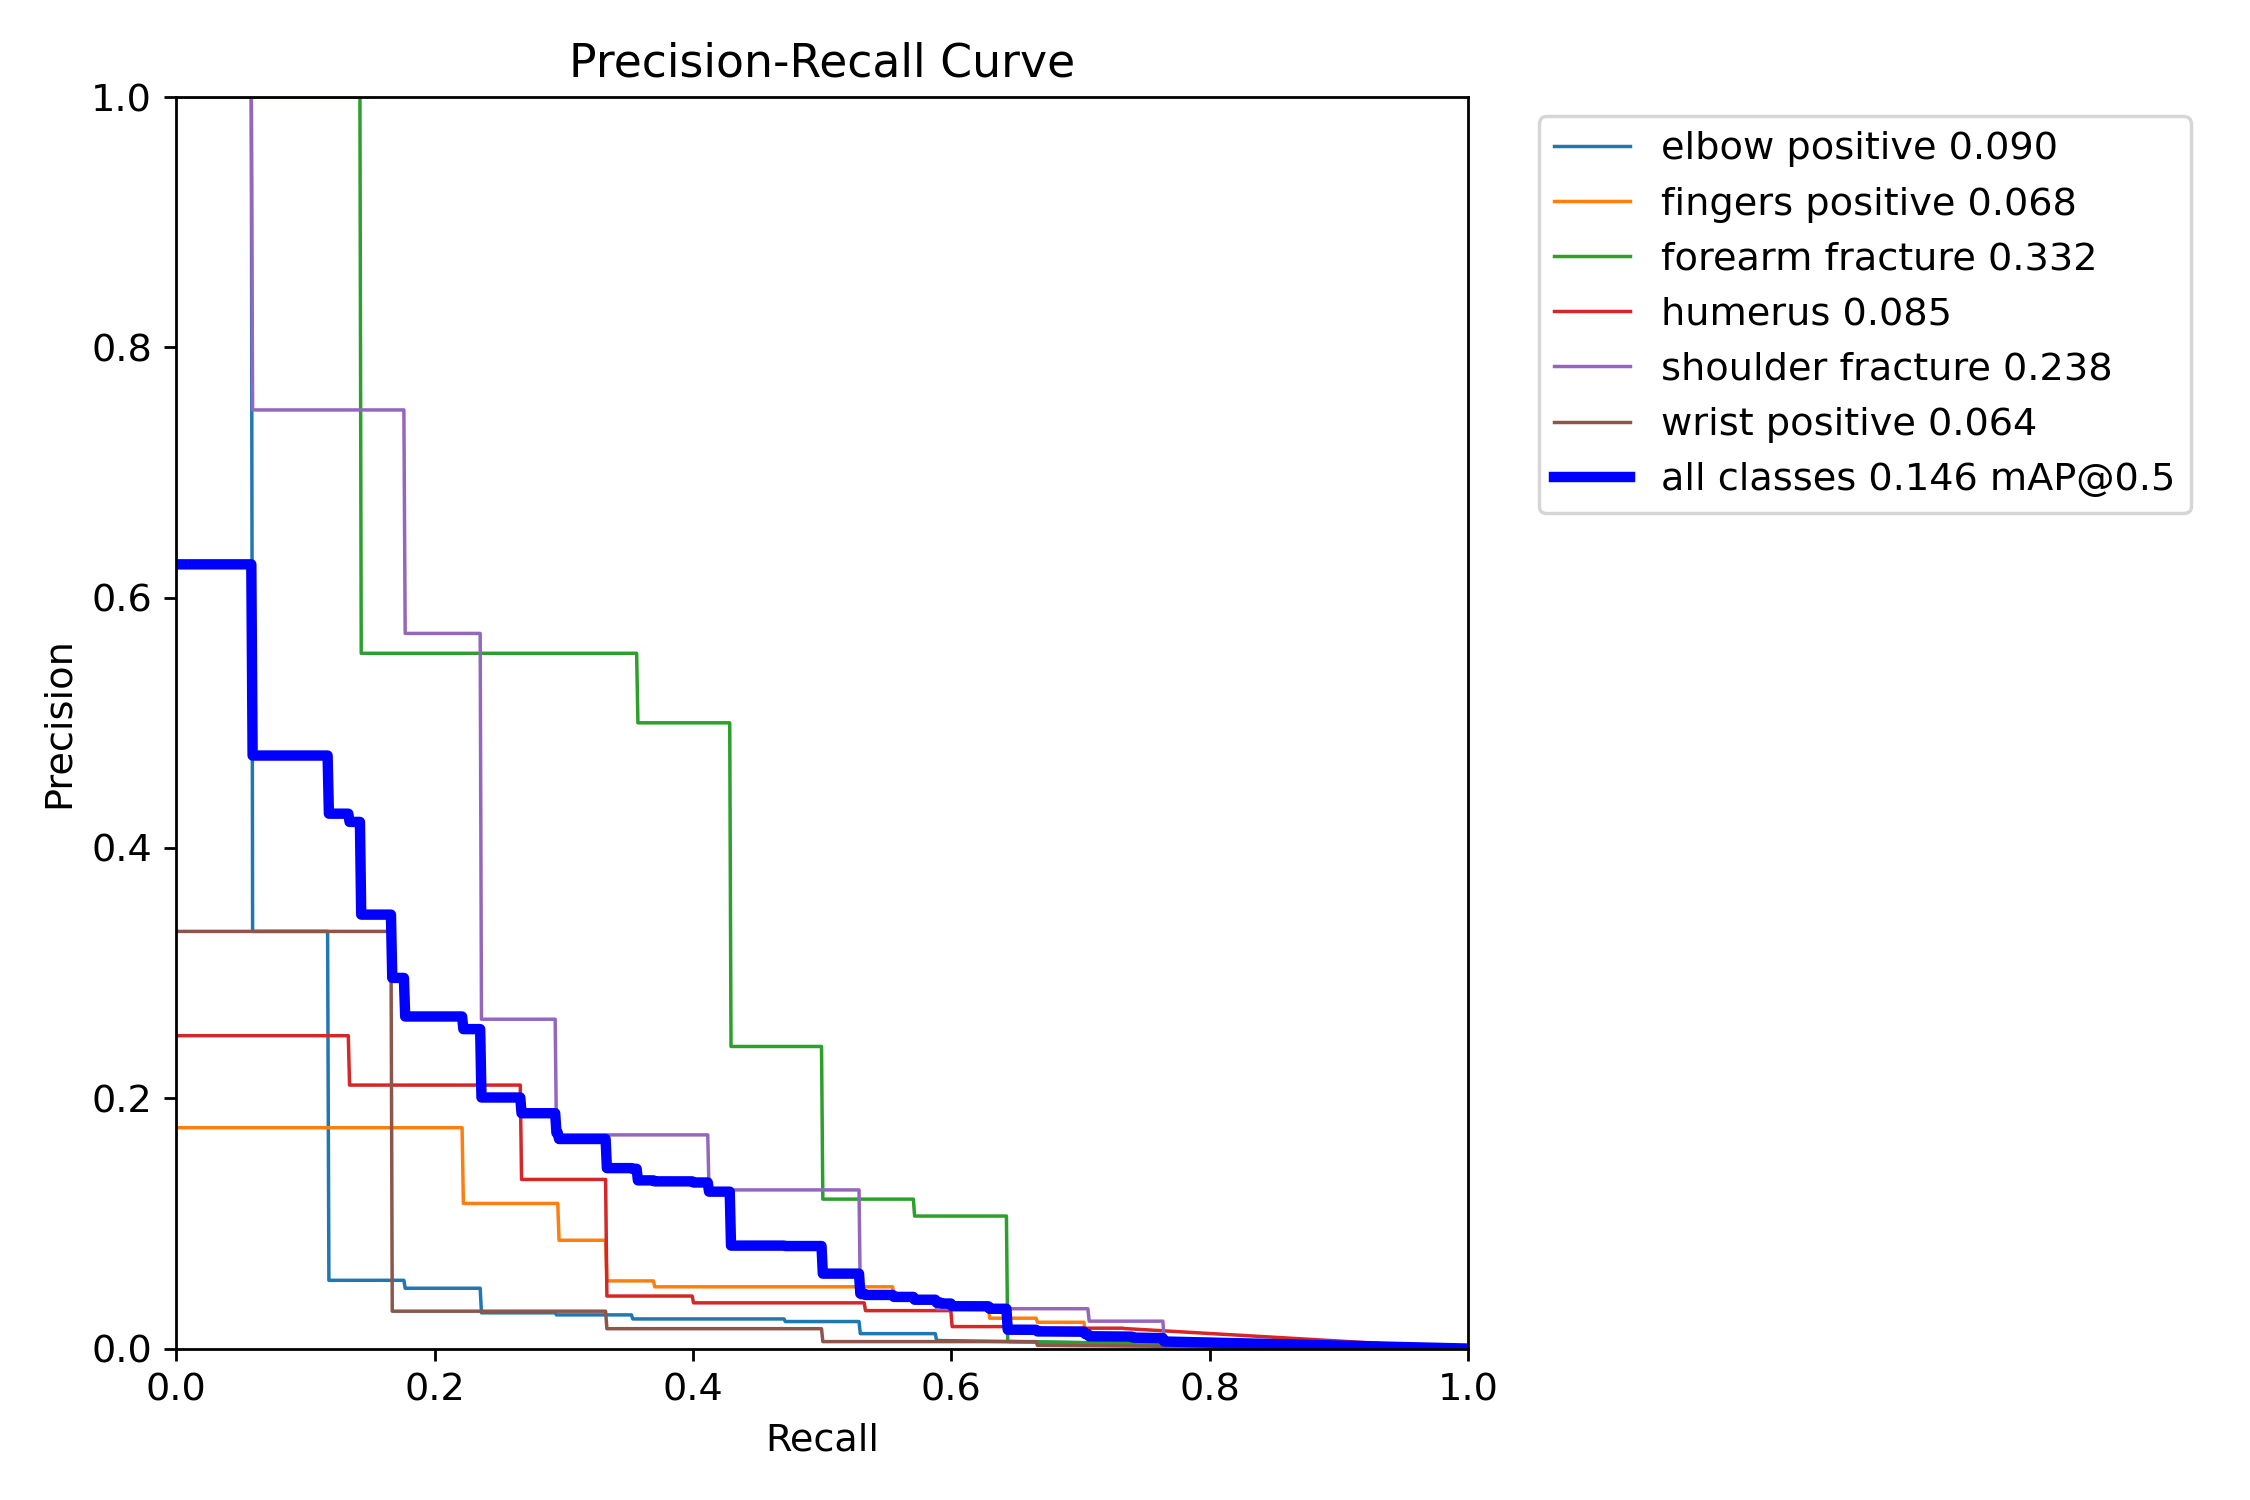 Precision-Recall Curve
1.0
0.8
0.6
0.4
0.2
0.0
Precision
0.0 0.2 0.4 0.6 0.8 1.0
Recall
elbow positive 0.090
fingers positive 0.068
forearm fracture 0.332
humerus 0.085
shoulder fracture 0.238
wrist positive 0.064
all classes 0.146 mAP@0.5